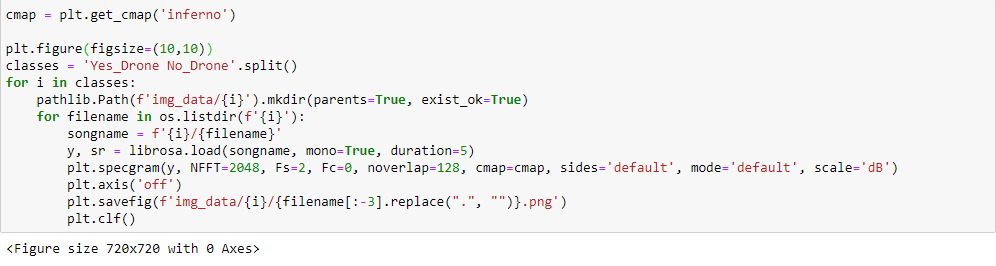 cmap = plt.get_cmap('inferno')
plt.figure(figsize=(10,10))
classes = 'Yes_Drone No_Drone'.split()
for i in classes:
    pathlib.Path(f'img_data/{i}').mkdir(parents=True, exist_ok=True)
    for filename in os.listdir(f'{i}'):
        songname = f'{i}/{filename}'
        y, sr = librosa.load(songname, mono=True, duration=5)
        plt.specgram(y, NFFT=2048, Fs=2, Fc=0, noverlap=128, cmap=cmap, sides='default', mode='default', scale='dB')
        plt.axis('off')
        plt.savefig(f'img_data/{i}/{filename[:-3].replace(".", "")}.png')
        plt.clf()
<Figure size 720x720 with 0 Axes>